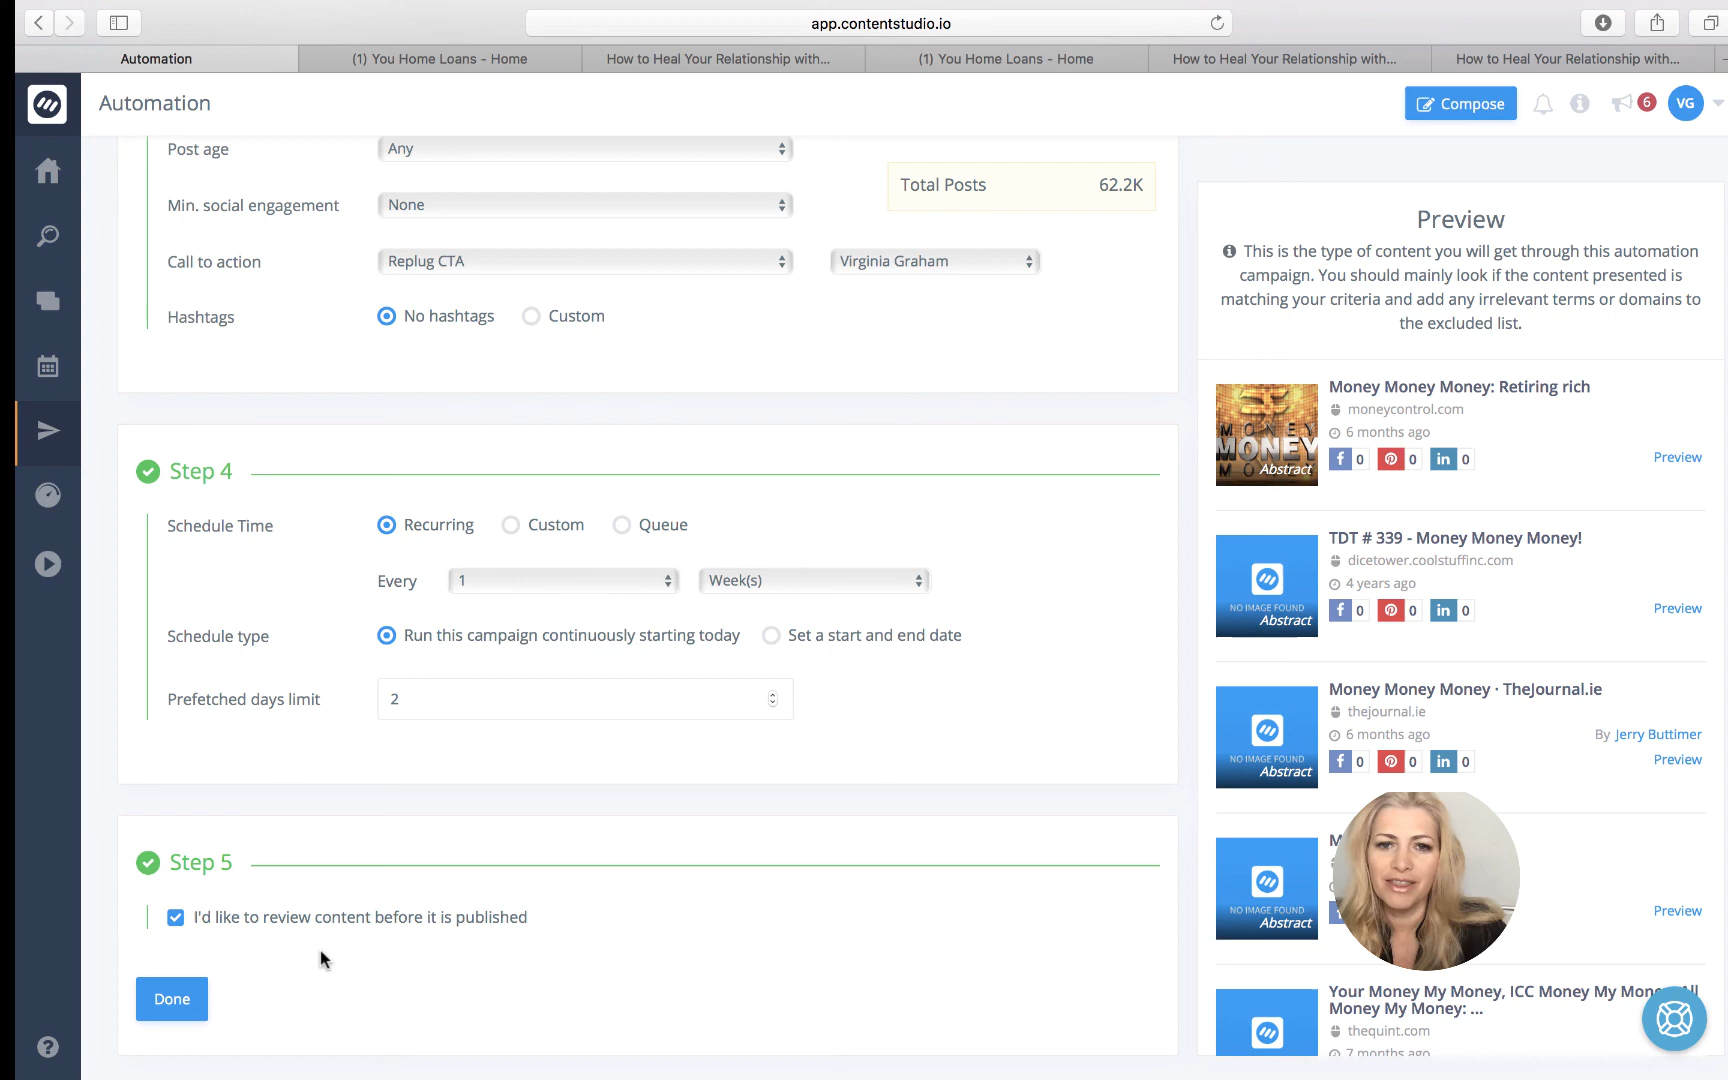 app.contentstudio.io
Automation
(1) You Home Loans - Home
How to Heal Your Relationship with...
(1) You Home Loans - Home
How to Heal Your Relationship with...
How to Heal Your Relationship with...
Automation
Compose
6
VG
Post age
Any
Total Posts 62.2K
Min. social engagement
None
Call to action
Replug CTA
Virginia Graham
Hashtags
No hashtags
Custom
Step 4
Schedule Time
Recurring
Custom
Queue
Every
1
Week(s)
Schedule type
Run this campaign continuously starting today
Set a start and end date
Prefetched days limit
2
Step 5
I'd like to review content before it is published
Done
Preview
This is the type of content you will get through this automation
campaign. You should mainly look if the content presented is
matching your criteria and add any irrelevant terms or domains to
the excluded list.
MONEY
MONEY
MONEY
Abstract
Money Money Money: Retiring rich
moneycontrol.com
6 months ago
f 0 0 in 0
Preview
NO IMAGE FOUND
Abstract
TDT # 339 - Money Money Money!
dicetower.coolstuffinc.com
4 years ago
f 0 0 in 0
Preview
NO IMAGE FOUND
Abstract
Money Money Money · TheJournal.ie
thejournal.ie
6 months ago
By Jerry Buttimer
f 0 0 in 0
Preview
NO IMAGE FOUND
Abstract
Preview
Your Money My Money, ICC Money My Money: All
Money My Money: ...
thequint.com
7 months ago
?